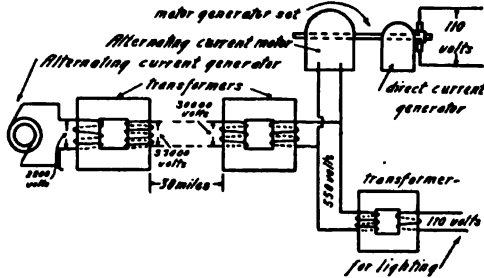 motor generator set
Alternating current motor
110
volts
Alternating current generator
direct current
generator
transformers
30000
volts
33000
volts
2200
volts
30 miles
550 volts
transformer
110 volts
for lighting